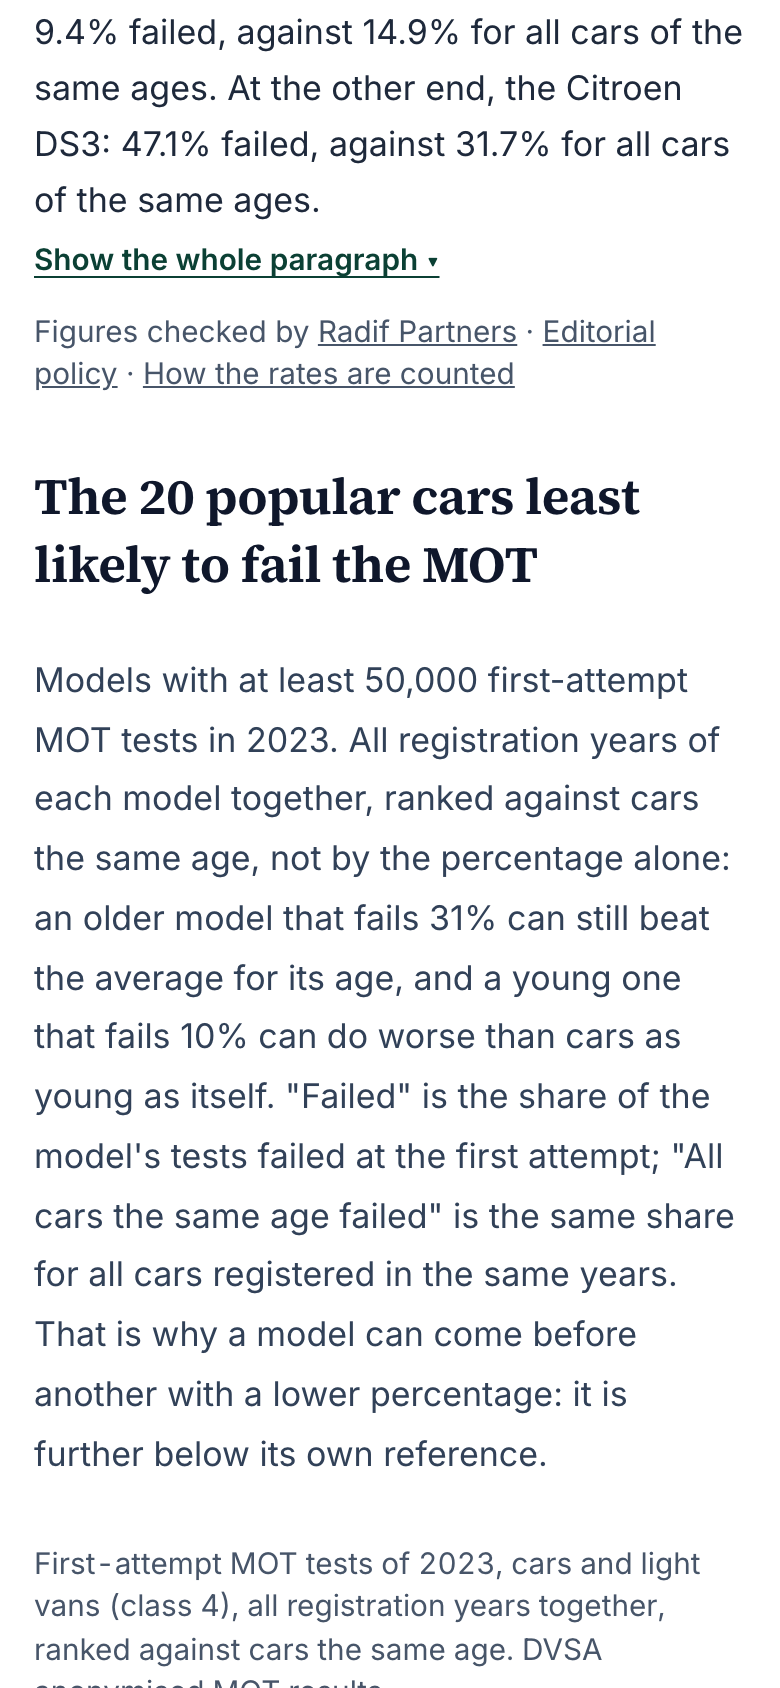 9.4% failed, against 14.9% for all cars of the
same ages. At the other end, the Citroen
DS3: 47.1% failed, against 31.7% for all cars
of the same ages.
Show the whole paragraph ▾
Figures checked by Radif Partners · Editorial
policy · How the rates are counted
The 20 popular cars least
likely to fail the MOT
Models with at least 50,000 first-attempt
MOT tests in 2023. All registration years of
each model together, ranked against cars
the same age, not by the percentage alone:
an older model that fails 31% can still beat
the average for its age, and a young one
that fails 10% can do worse than cars as
young as itself. "Failed" is the share of the
model's tests failed at the first attempt; "All
cars the same age failed" is the same share
for all cars registered in the same years.
That is why a model can come before
another with a lower percentage: it is
further below its own reference.
First-attempt MOT tests of 2023, cars and light
vans (class 4), all registration years together,
ranked against cars the same age. DVSA
anonymised MOT results